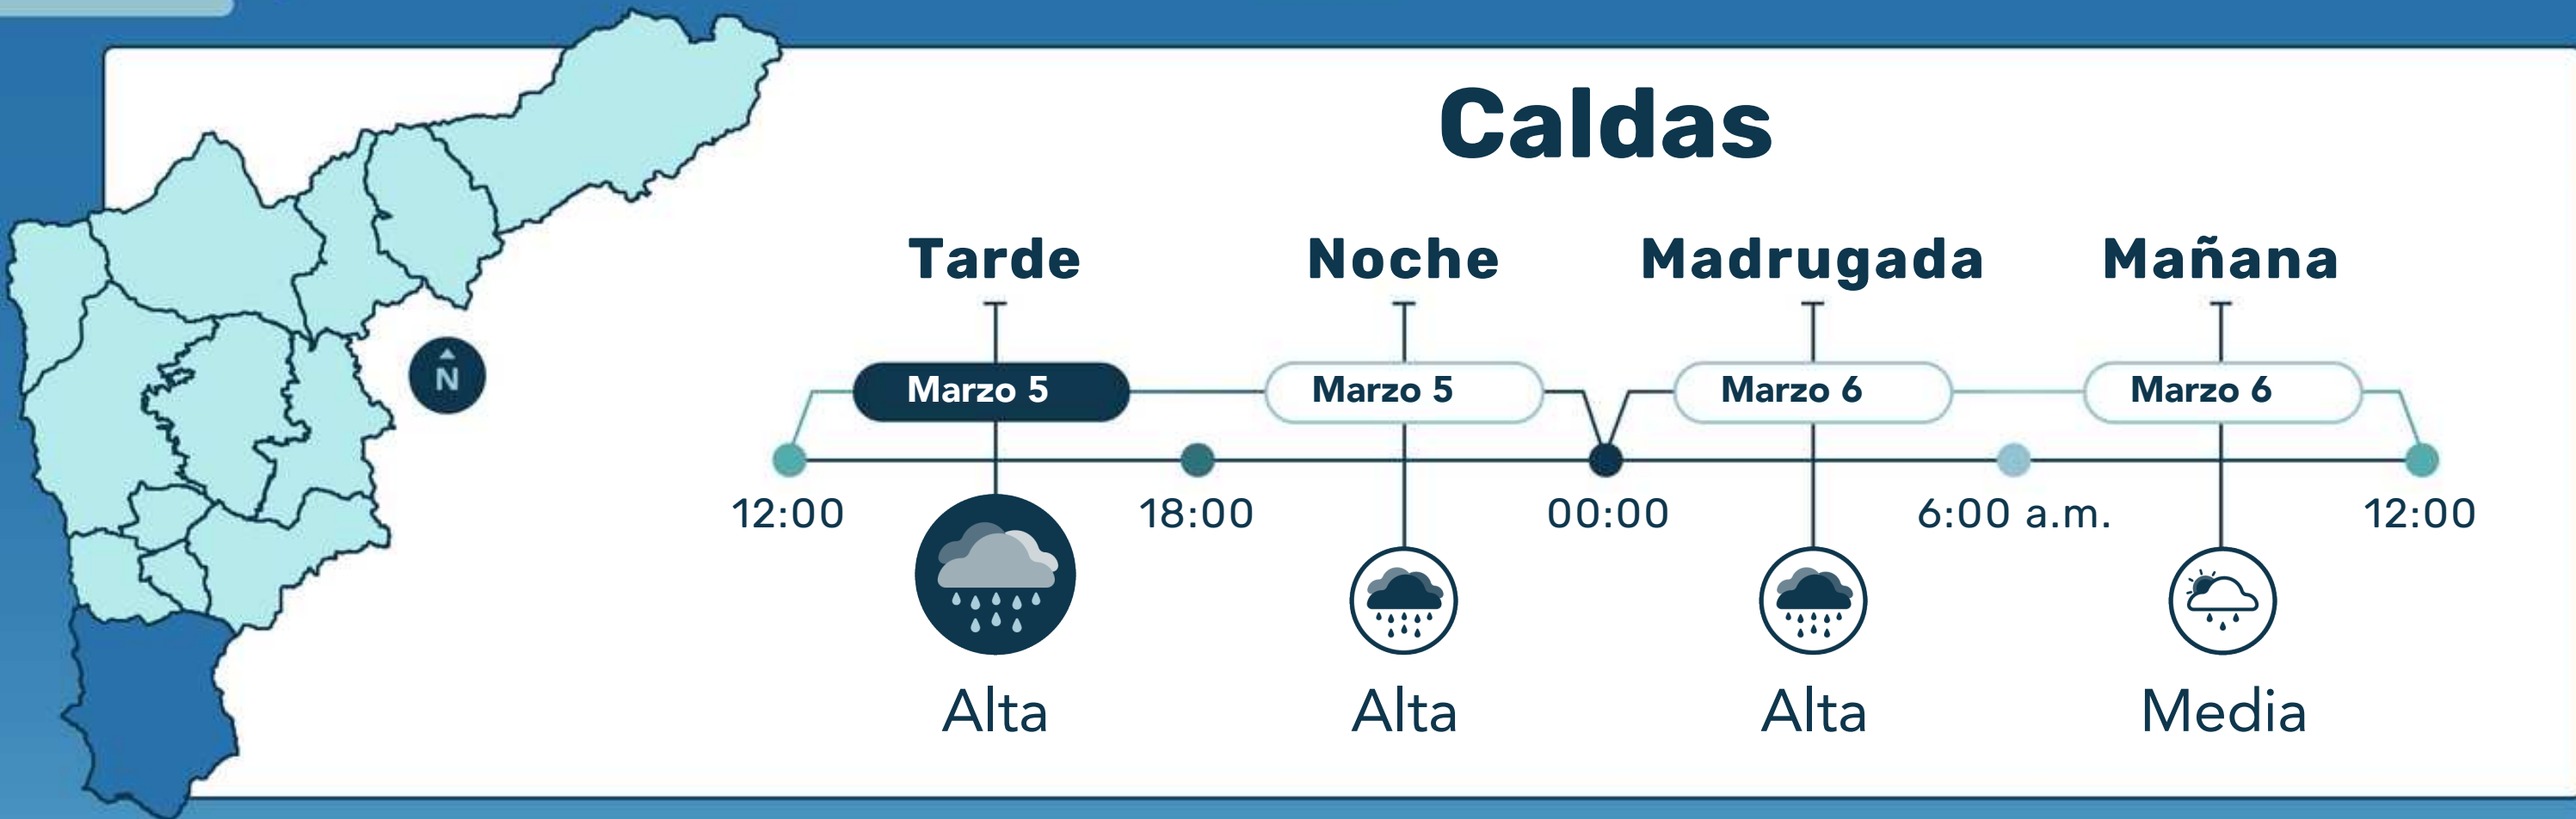 Caldas
Tarde Noche Madrugada Mañana
N
Marzo 5 Marzo 5 Marzo 6 Marzo 6
12:00 18:00 00:00 6:00 a.m. 12:00
Alta Alta Alta Media